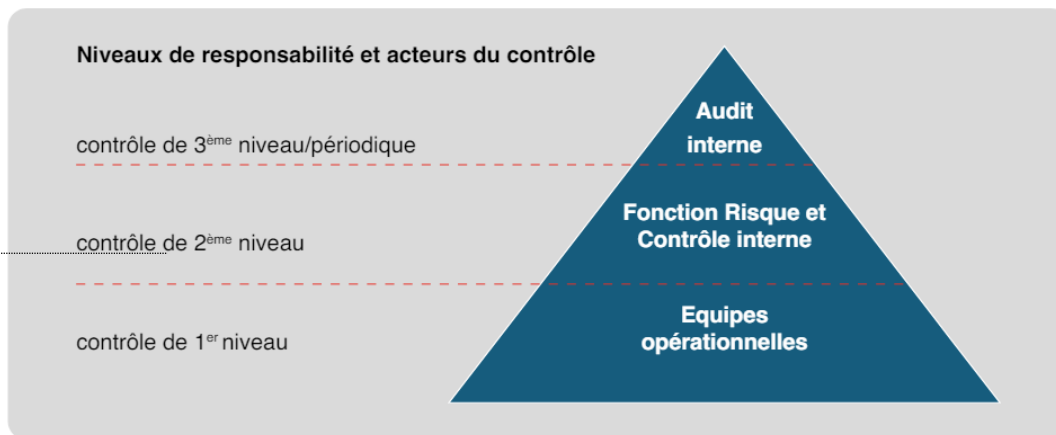 Niveaux de responsabilité et acteurs du contrôle
Audit
interne
contrôle de 3ème niveau/périodique
Fonction Risque et
Contrôle interne
contrôle de 2ème niveau
Equipes
opérationnelles
contrôle de 1er niveau